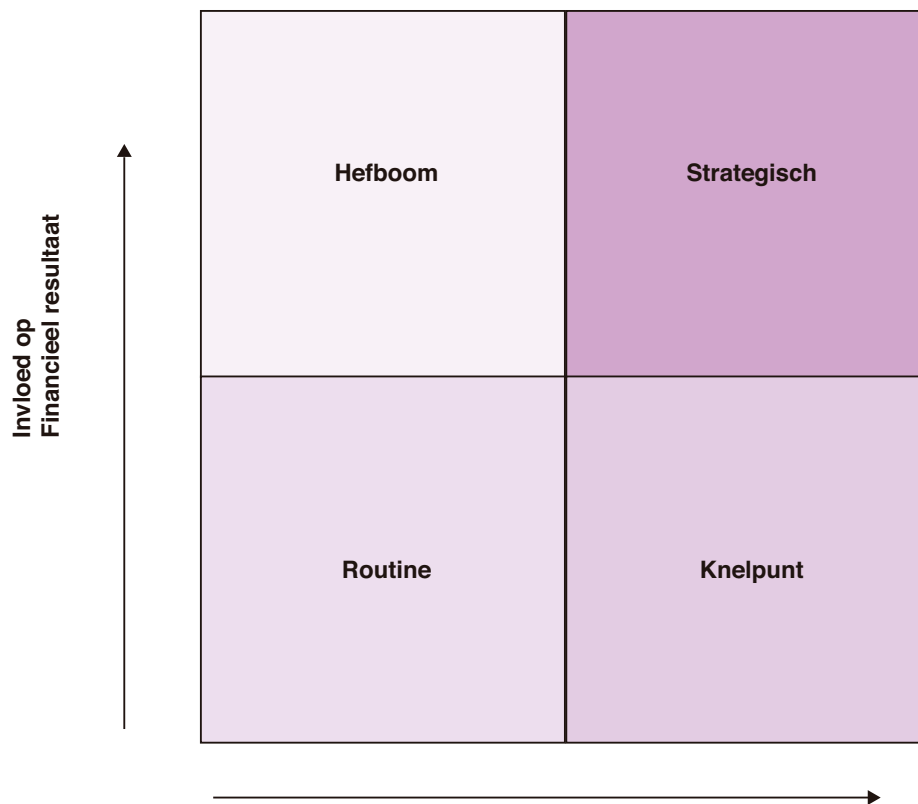 Hefboom
Strategisch
Invloed op
Financieel resultaat
Routine
Knelpunt